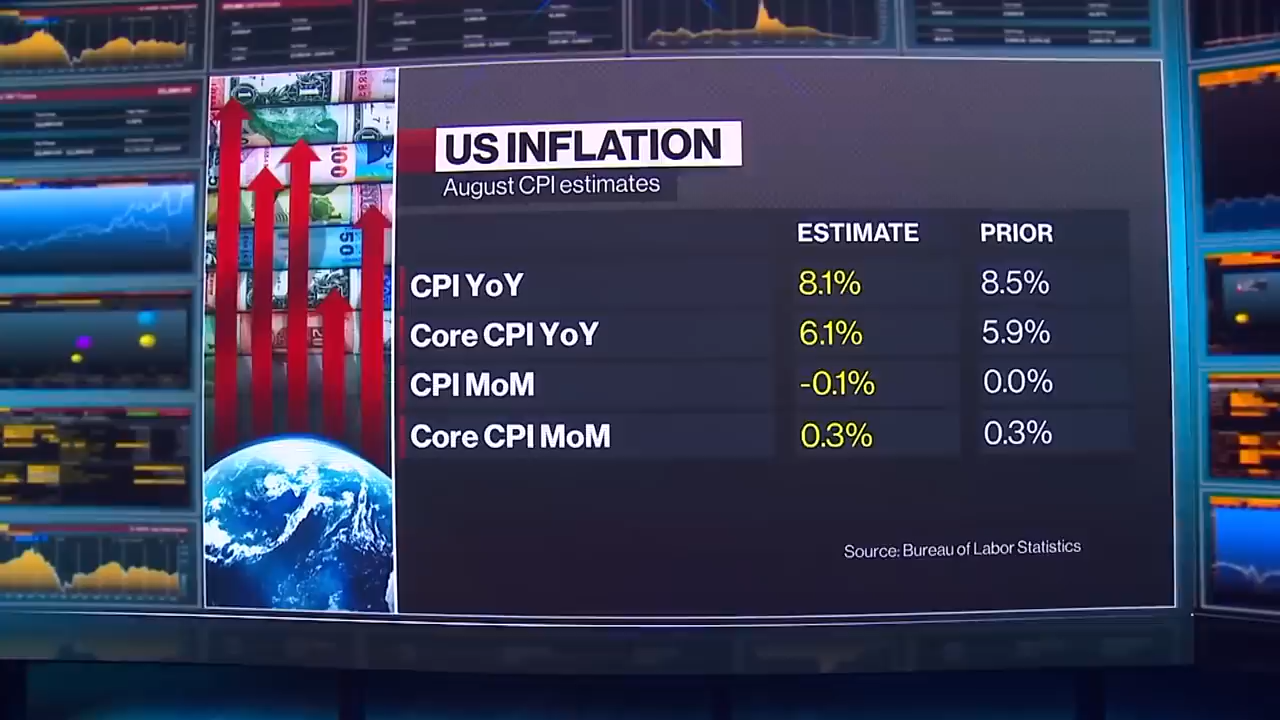 US INFLATION
August CPI estimates
ESTIMATE PRIOR
CPI YoY 8.1% 8.5%
Core CPI YoY 6.1% 5.9%
CPI MoM -0.1% 0.0%
Core CPI MoM 0.3% 0.3%
Source: Bureau of Labor Statistics